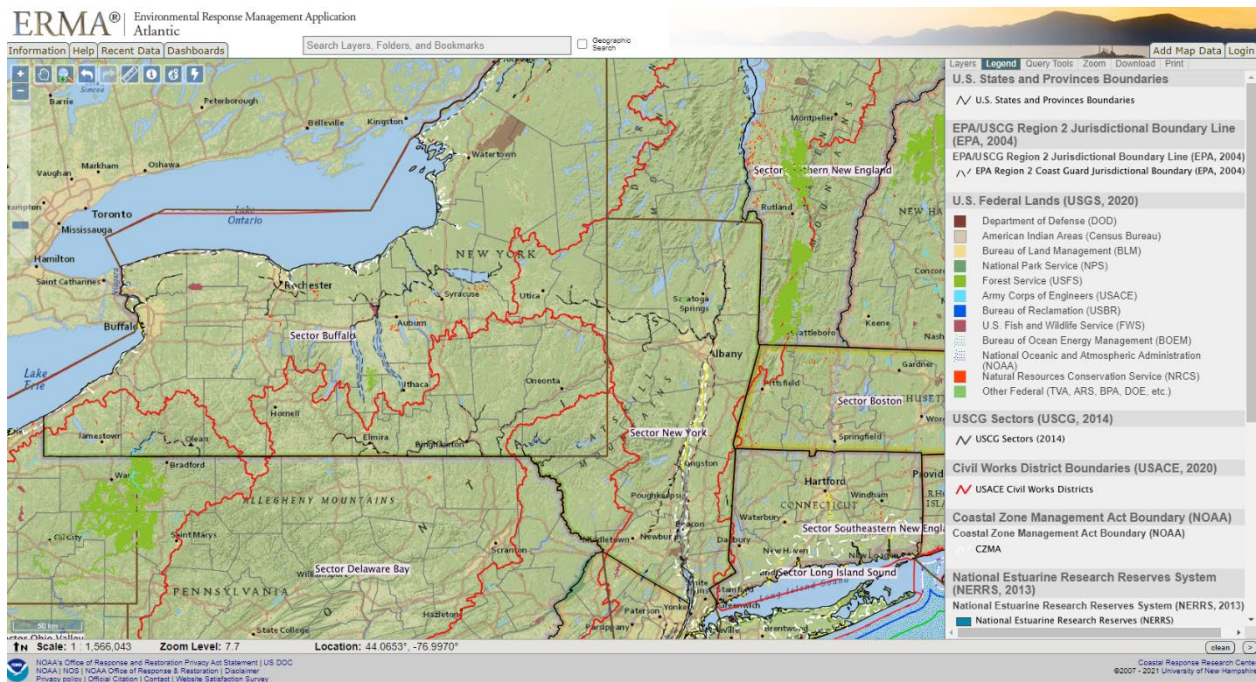 ERMA® Environmental Response Management Application
Atlantic
Information Help Recent Data Dashboards
Search Layers, Folders, and Bookmarks
Geographic
Search
Add Map Data Login
Layers Legend Query Tools Zoom Download Print
U.S. States and Provinces Boundaries
U.S. States and Provinces Boundaries
EPA/USCG Region 2 Jurisdictional Boundary Line
(EPA, 2004)
EPA/USCG Region 2 Jurisdictional Boundary Line (EPA, 2004)
EPA Region 2 Coast Guard Jurisdictional Boundary (EPA, 2004)
U.S. Federal Lands (USGS, 2020)
Department of Defense (DOD)
American Indian Areas (Census Bureau)
Bureau of Land Management (BLM)
National Park Service (NPS)
Forest Service (USFS)
Army Corps of Engineers (USACE)
Bureau of Reclamation (USBR)
U.S. Fish and Wildlife Service (FWS)
Bureau of Ocean Energy Management (BOEM)
National Oceanic and Atmospheric Administration
(NOAA)
Natural Resources Conservation Service (NRCS)
Other Federal (TVA, ARS, BPA, DOE, etc.)
USCG Sectors (USCG, 2014)
USCG Sectors (2014)
Civil Works District Boundaries (USACE, 2020)
USACE Civil Works Districts
Coastal Zone Management Act Boundary (NOAA)
Coastal Zone Management Act Boundary (NOAA)
CZMA
National Estuarine Research Reserves System
(NERRS, 2013)
National Estuarine Research Reserves System (NERRS, 2013)
National Estuarine Research Reserves (NERRS)
Barrie
Peterborough
Belleville
Kingston
Watertown
Montpelier
Markham
Oshawa
Vaughan
Toronto
Mississauga
Lake
Ontario
Hamilton
Saint Catharines
Niagara
Buffalo
Rochester
NEW YORK
Syracuse
Utica
Auburn
Sector Buffalo
Ithaca
Hornell
Lake
Erie
Jamestown
Olean
Elmira
Binghamton
Oneonta
Bradford
ALLEGHENY MOUNTAINS
Oil City
Saint Marys
PENNSYLVANIA
State College
Sector Delaware Bay
Scranton
Hazleton
Rutland
NEW HA
Concor
Saratoga
Springs
Keene
Nash
Albany
Pittsfield
Gardner
Sector Boston
Springfield
Sector New York
Poughkeepsie
Beacon
Hartford
Windham
CONNECTICUT
Waterbury
Danbury
Sector Southeastern New Engla
New Haven
Sector Long Island Sound
Long Island Sound
Stamford
Paterson
Parsippany
50 km
Scale: 1 : 1,566,043 Zoom Level: 7.7 Location: 44.0653°, -76.9970°
clean >
NOAA's Office of Response and Restoration Privacy Act Statement | US DOC
NOAA | NOS | NOAA Office of Response & Restoration | Disclaimer
Privacy policy | Official Citation | Contact | Website Satisfaction Survey
Coastal Response Research Center
©2007 - 2021 University of New Hampshire